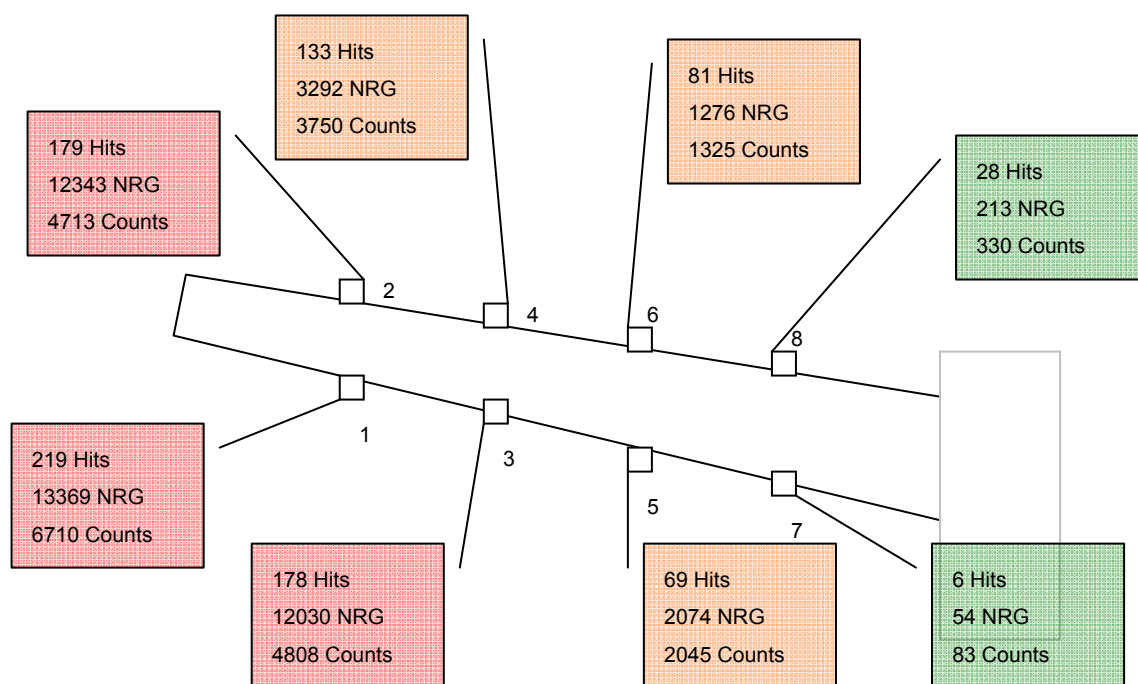 133 Hits
3292 NRG
3750 Counts
81 Hits
1276 NRG
1325 Counts
179 Hits
12343 NRG
4713 Counts
28 Hits
213 NRG
330 Counts
2
4
6
8
1
3
5
7
219 Hits
13369 NRG
6710 Counts
178 Hits
12030 NRG
4808 Counts
69 Hits
2074 NRG
2045 Counts
6 Hits
54 NRG
83 Counts